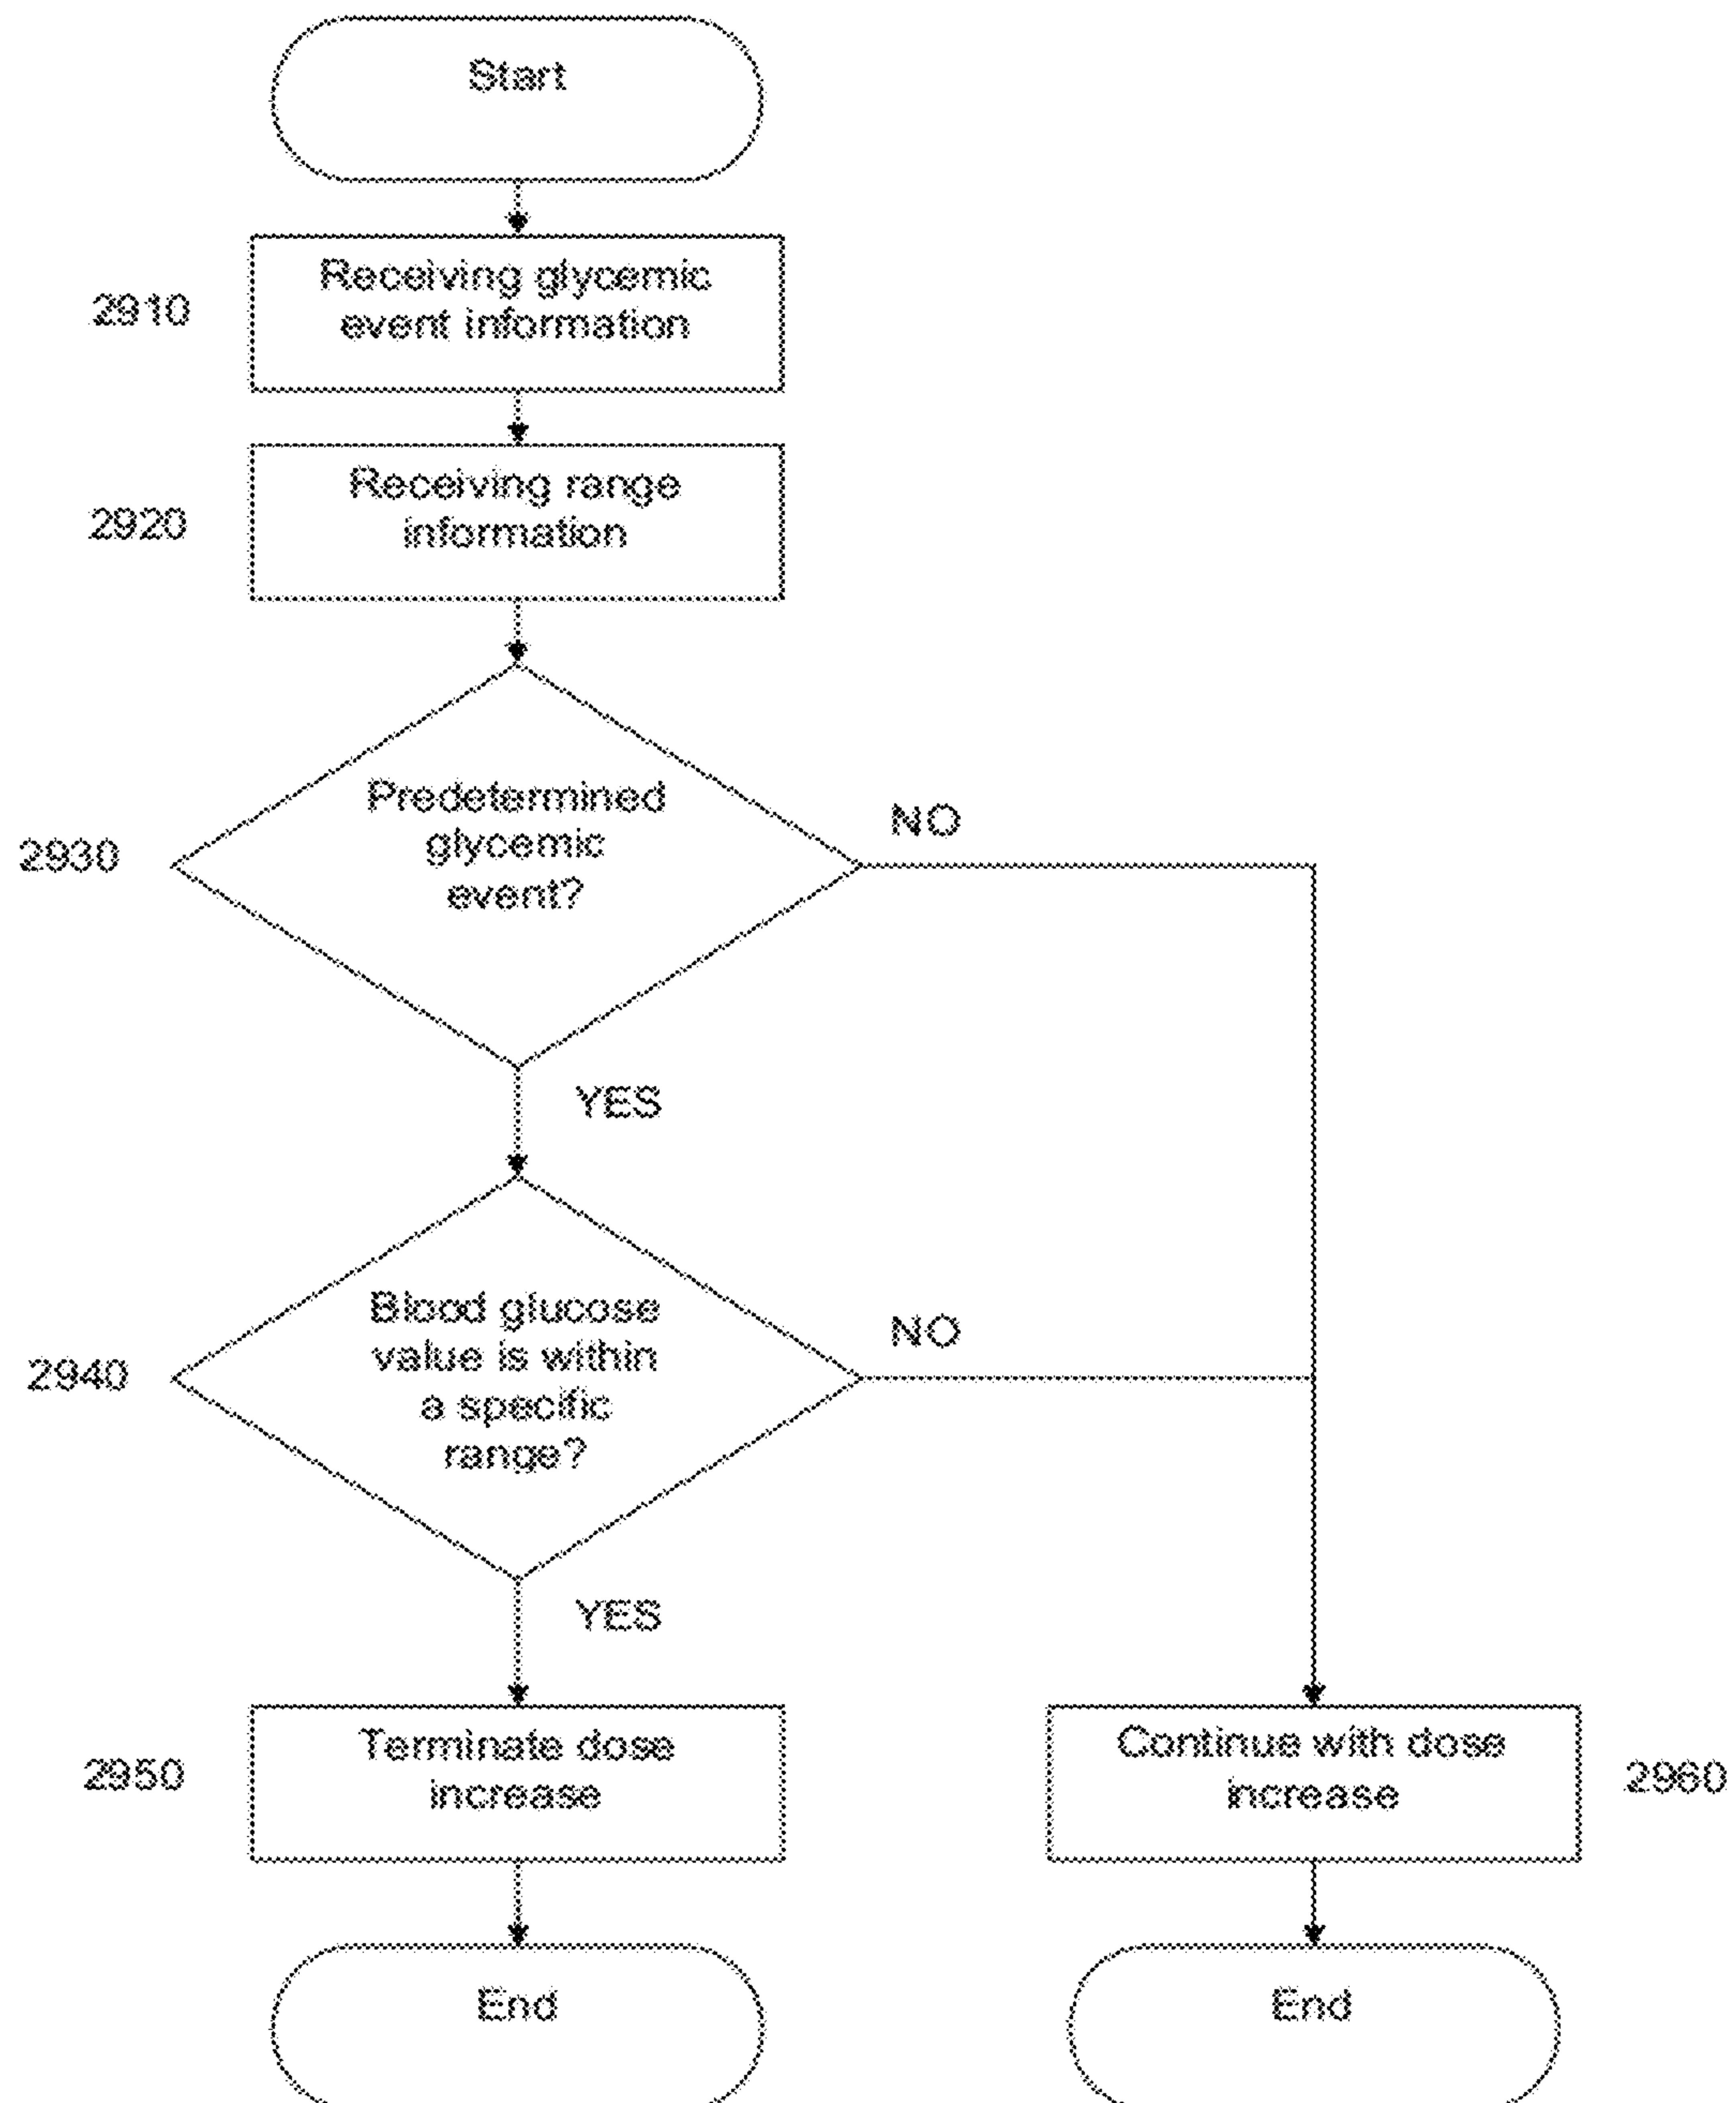 Start
2910
Receiving glycemic
event information
2920
Receiving range
information
2930
Predetermined
glycemic
event?
NO
YES
2940
Blood glucose
value is within
a specific
range?
NO
YES
2950
Terminate dose
increase
Continue with dose
increase
2960
End
End